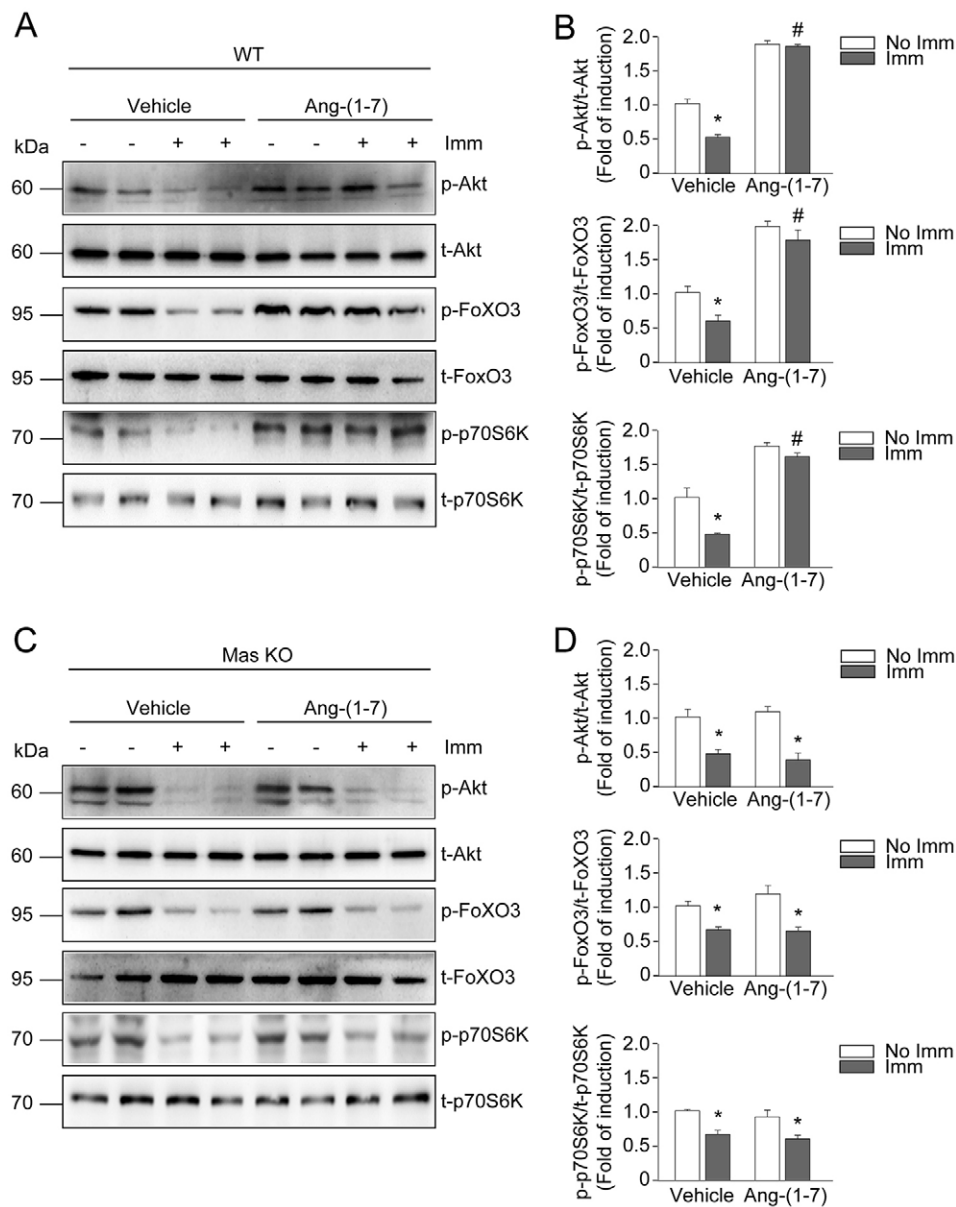 A
WT
Vehicle Ang-(1-7)
kDa - - + + - - + + Imm
60 p-Akt
60 t-Akt
95 p-FoXO3
95 t-FoxO3
70 p-p70S6K
70 t-p70S6K
B
p-Akt/t-Akt
(Fold of induction)
2.0
1.5
1.0
0.5
0
*
#
Vehicle Ang-(1-7)
No Imm
Imm
p-FoxO3/t-FoXO3
(Fold of induction)
2.0
1.5
1.0
0.5
0
*
#
Vehicle Ang-(1-7)
No Imm
Imm
p-p70S6K/t-p70S6K
(Fold of induction)
2.0
1.5
1.0
0.5
0
*
#
Vehicle Ang-(1-7)
No Imm
Imm
C
Mas KO
Vehicle Ang-(1-7)
kDa - - + + - - + + Imm
60 p-Akt
60 t-Akt
95 p-FoXO3
95 t-FoXO3
70 p-p70S6K
70 t-p70S6K
D
p-Akt/t-Akt
(Fold of induction)
2.0
1.5
1.0
0.5
0
*
*
Vehicle Ang-(1-7)
No Imm
Imm
p-FoxO3/t-FoXO3
(Fold of induction)
2.0
1.5
1.0
0.5
0
*
*
Vehicle Ang-(1-7)
No Imm
Imm
p-p70S6K/t-p70S6K
(Fold of induction)
2.0
1.5
1.0
0.5
0
*
*
Vehicle Ang-(1-7)
No Imm
Imm